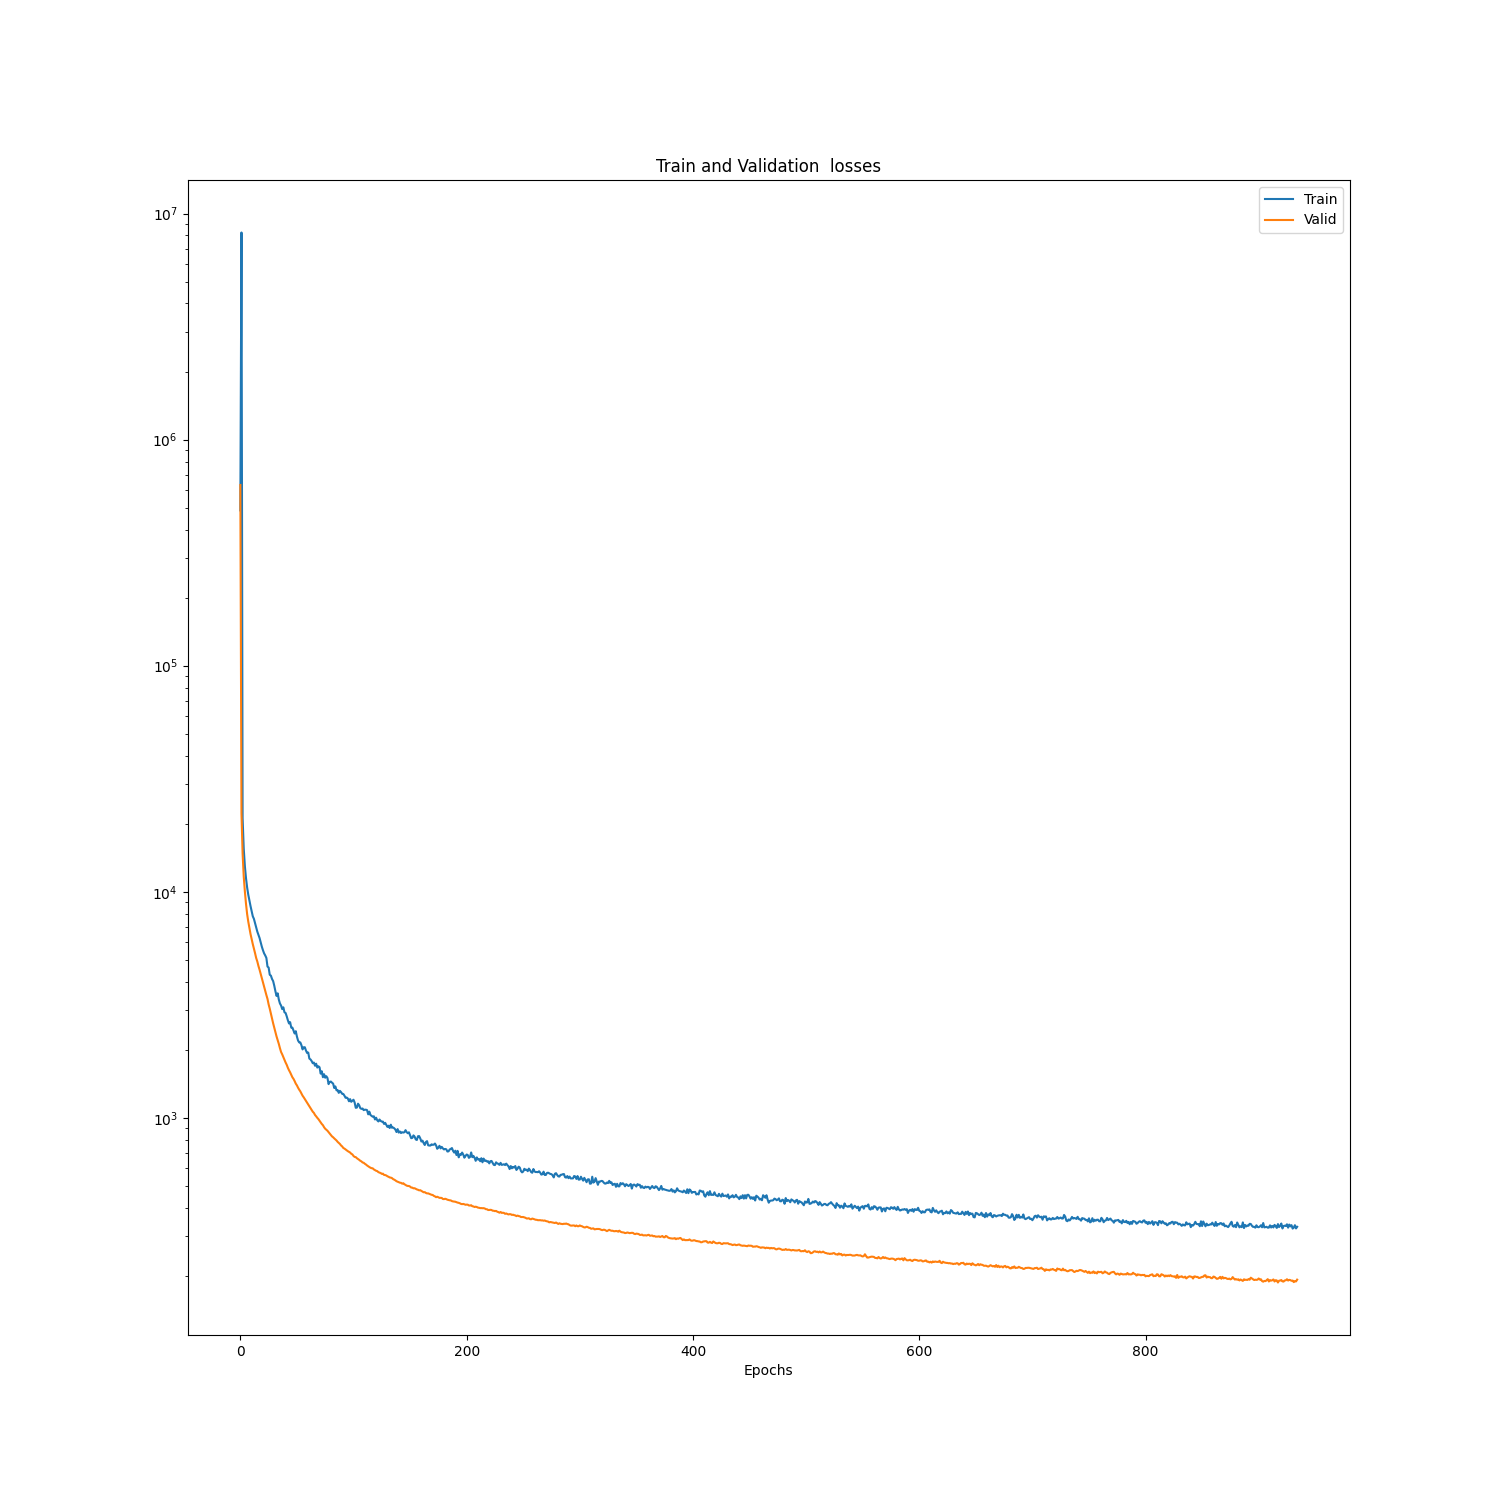 Train and Validation  losses
Train
Valid
10⁷
10⁶
10⁵
10⁴
10³
0 200 400 600 800
Epochs